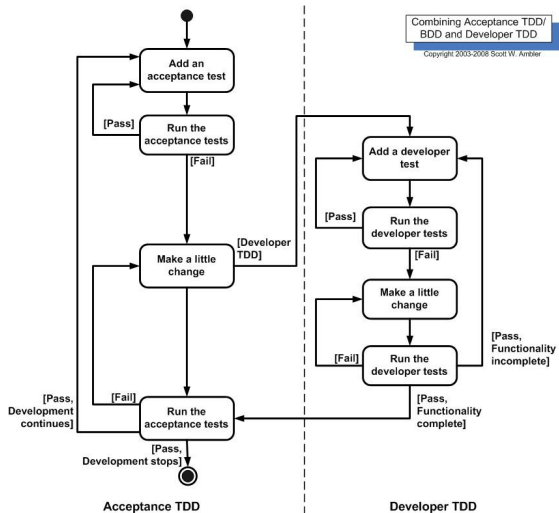 Combining Acceptance TDD/
BDD and Developer TDD
Copyright 2003-2008 Scott W. Ambler
Add an
acceptance test
[Pass]
Run the
acceptance tests
[Fail]
Make a little
change
[Developer
TDD]
[Fail]
[Pass,
Development
continues]
Run the
acceptance tests
[Pass,
Development stops]
Acceptance TDD
Add a developer
test
[Pass]
Run the
developer tests
[Fail]
Make a little
change
[Fail]
Run the
developer tests
[Pass,
Functionality
incomplete]
[Pass,
Functionality
complete]
Developer TDD